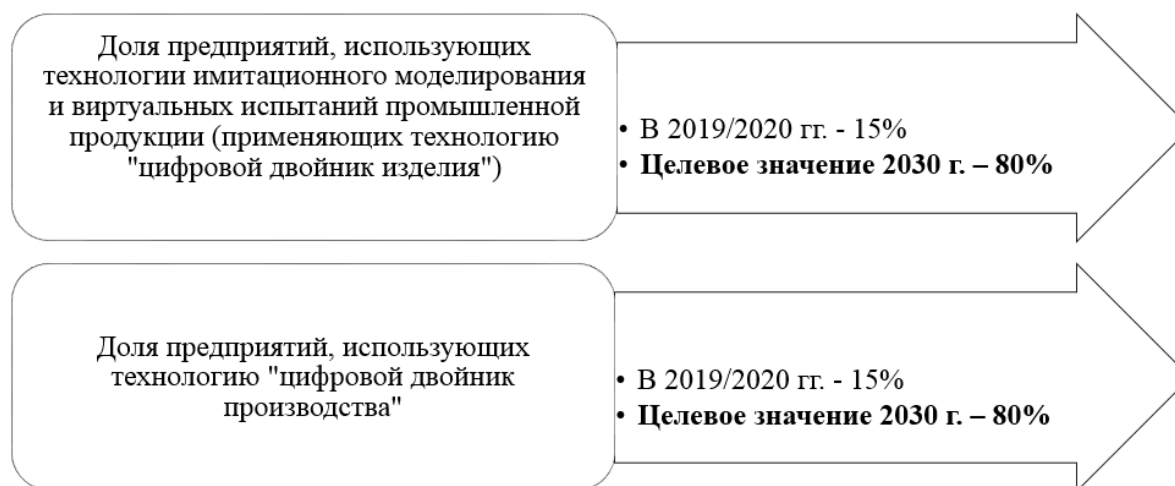 Доля предприятий, использующих
технологии имитационного моделирования
и виртуальных испытаний промышленной
продукции (применяющих технологию
"цифровой двойник изделия")
• В 2019/2020 гг. - 15%
• Целевое значение 2030 г. – 80%
Доля предприятий, использующих
технологию "цифровой двойник
производства"
• В 2019/2020 гг. - 15%
• Целевое значение 2030 г. – 80%